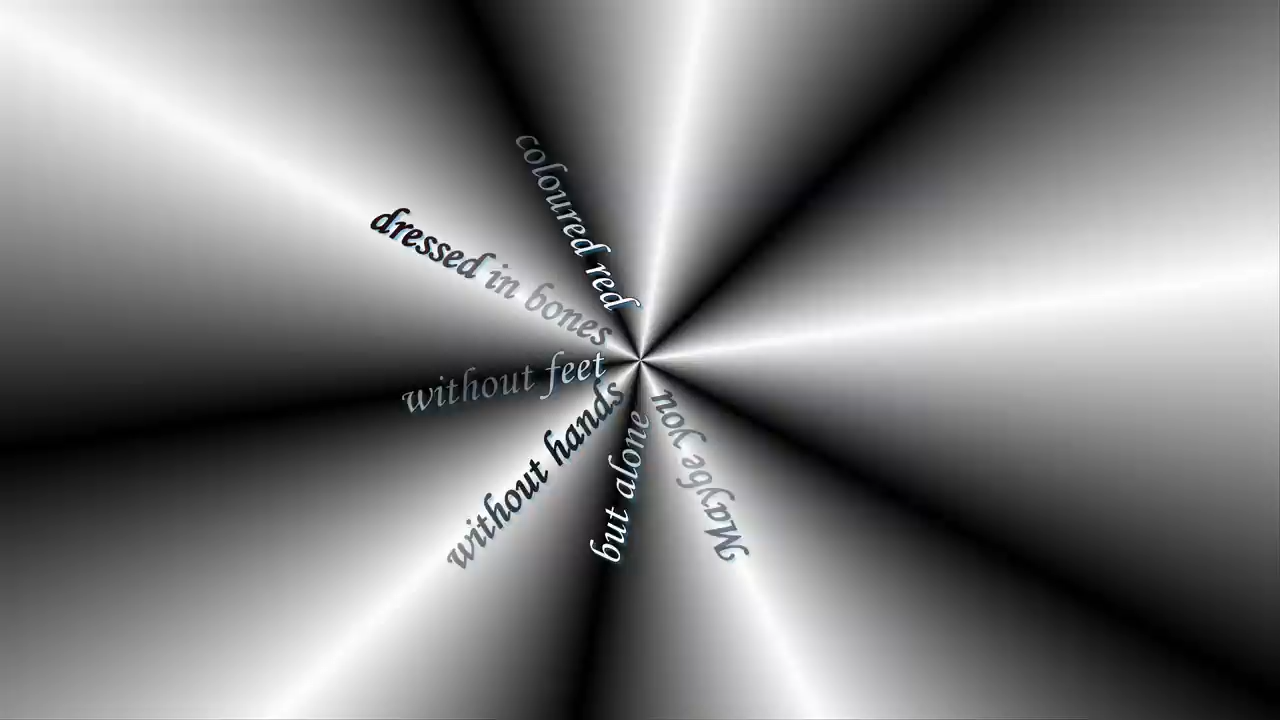 coloured red
dressed in bones
without feet
without hands
but alone
Maybe you